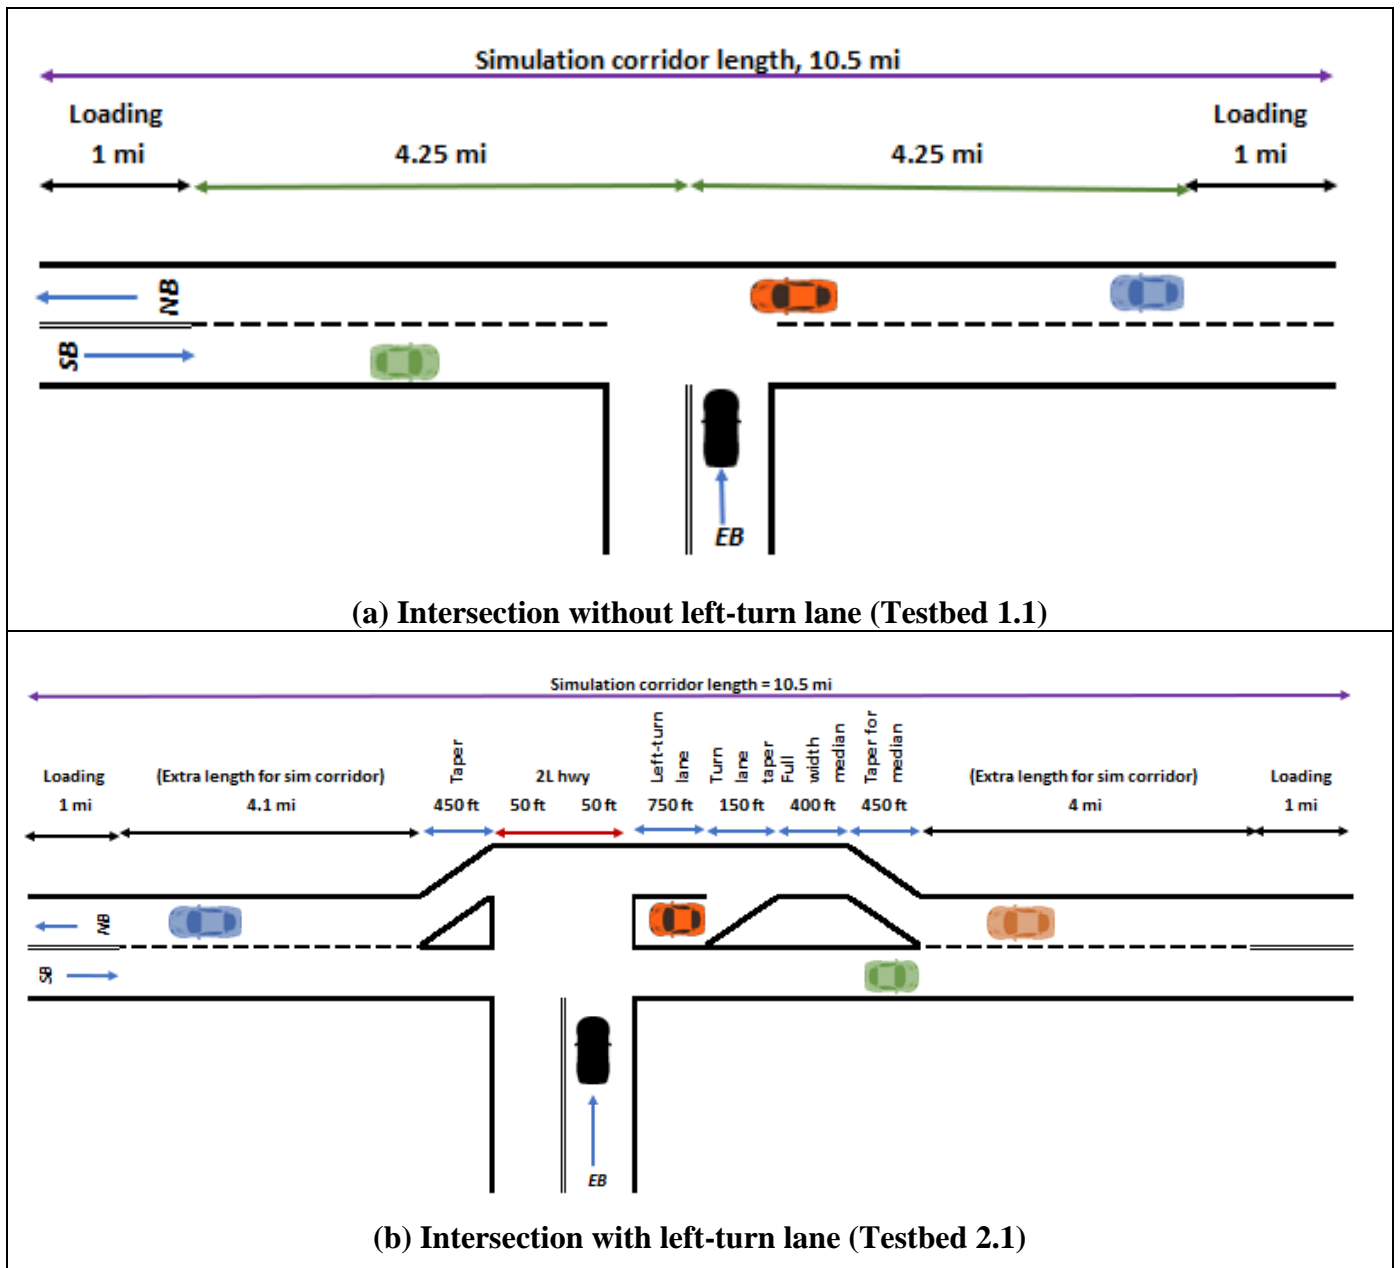 Simulation corridor length, 10.5 mi
Loading
Loading
1 mi
4.25 mi
4.25 mi
1 mi
NB
SB
EB
(a) Intersection without left-turn lane (Testbed 1.1)
Simulation corridor length = 10.5 mi
Loading
1 mi
(Extra length for sim corridor)
4.1 mi
Taper
450 ft
2L hwy
50 ft
50 ft
Left-turn
lane
750 ft
Turn
lane
taper
150 ft
Full
width
median
400 ft
Taper for
median
450 ft
(Extra length for sim corridor)
4 mi
Loading
1 mi
NB
SB
EB
(b) Intersection with left-turn lane (Testbed 2.1)